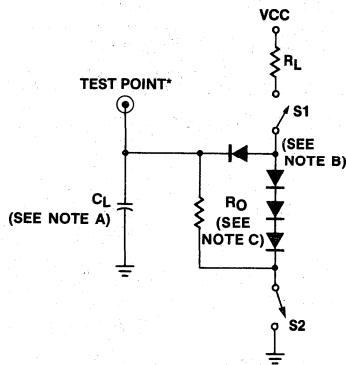 VCC
RL
TEST POINT*
S1
(SEE
NOTE B)
CL
(SEE NOTE A)
RO
(SEE
NOTE C)
S2